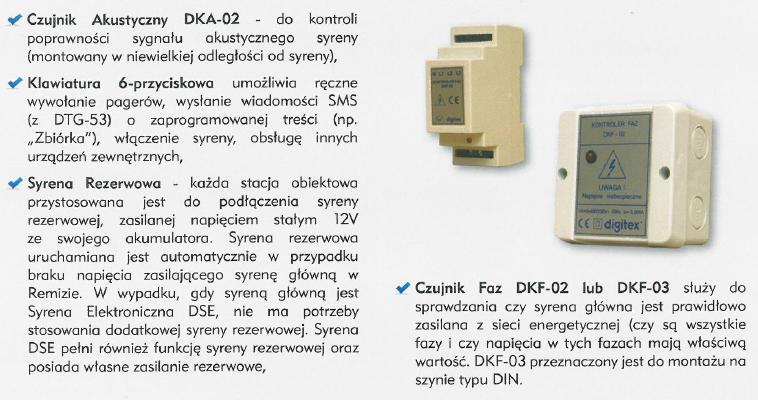 Czujnik Akustyczny DKA-02 - do kontroli
poprawności sygnału akustycznego syreny
(montowany w niewielkiej odległości od syreny),
Klawiatura 6-przyciskowa umożliwia ręczne
wywołanie pagerów, wysłanie wiadomości SMS
(z DTG-53) o zaprogramowanej treści (np.
„Zbiórka"), włączenie syreny, obsługę innych
urządzeń zewnętrznych,
Syrena Rezerwowa - każda stacja obiektowa
przystosowana jest do podłączenia syreny
rezerwowej, zasilanej napięciem stałym 12V
ze swojego akumulatora. Syrena rezerwowa
uruchamiana jest automatycznie w przypadku
braku napięcia zasilającego syrenę główną w
Remizie. W wypadku, gdy syreną główną jest
Syrena Elektroniczna DSE, nie ma potrzeby
stosowania dodatkowej syreny rezerwowej. Syrena
DSE pełni również funkcję syreny rezerwowej oraz
posiada własne zasilanie rezerwowe,
N L1 L2 L3
KONTROLER FAZ
CE
digitex
KONTROLER FAZ
DKF - 02
UWAGA !
Napięcie niebezpieczne
CE digitex
Czujnik Faz DKF-02 lub DKF-03 służy do
sprawdzania czy syrena główna jest prawidłowo
zasilana z sieci energetycznej (czy są wszystkie
fazy i czy napięcia w tych fazach mają właściwą
wartość. DKF-03 przeznaczony jest do montażu na
szynie typu DIN.